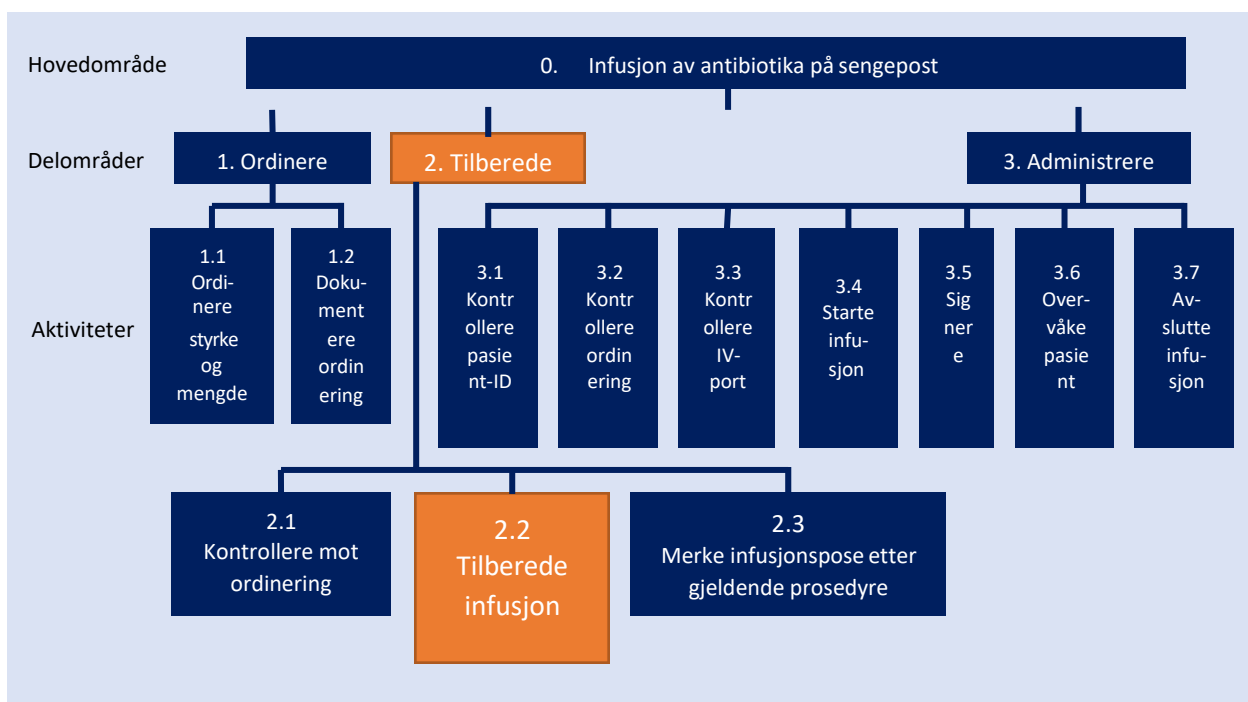 Hovedområde
0. Infusjon av antibiotika på sengepost
Delområder
1. Ordinere
2. Tilberede
3. Administrere
Aktiviteter
1.1
Ordi-
nere
styrke
og
mengde
1.2
Doku-
ment
ere
ordin
ering
3.1
Kontr
ollere
pasie
nt-ID
3.2
Kontr
ollere
ordin
ering
3.3
Kontr
ollere
IV-
port
3.4
Starte
infu-
sjon
3.5
Sig
ner
e
3.6
Over-
våke
pasie
nt
3.7
Av-
slutte
infu-
sjon
2.1
Kontrollere mot
ordinering
2.2
Tilberede
infusjon
2.3
Merke infusjonspose etter
gjeldende prosedyre